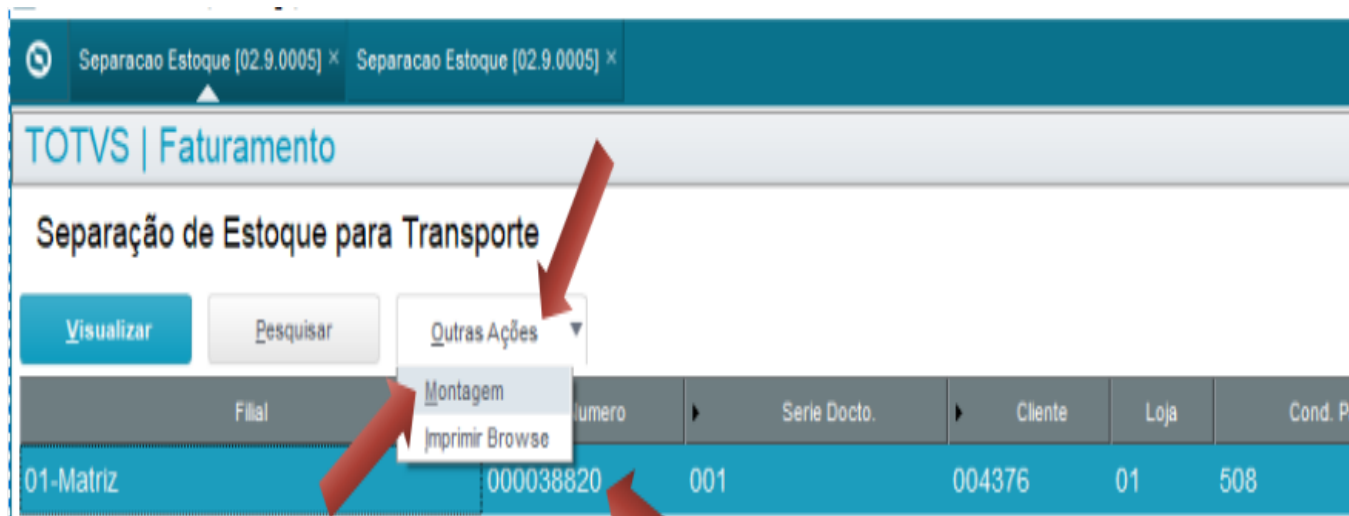 Separacao Estoque [02.9.0005] × Separacao Estoque [02.9.0005] ×
TOTVS | Faturamento
Separação de Estoque para Transporte
Visualizar Pesquisar Outras Ações
Montagem
Imprimir Browse
Filial umero Serie Docto. Cliente Loja Cond. P
01-Matriz 000038820 001 004376 01 508